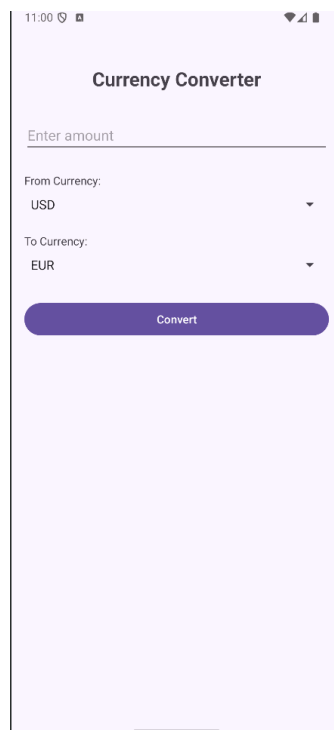 11:00
Currency Converter
Enter amount
From Currency:
USD
To Currency:
EUR
Convert